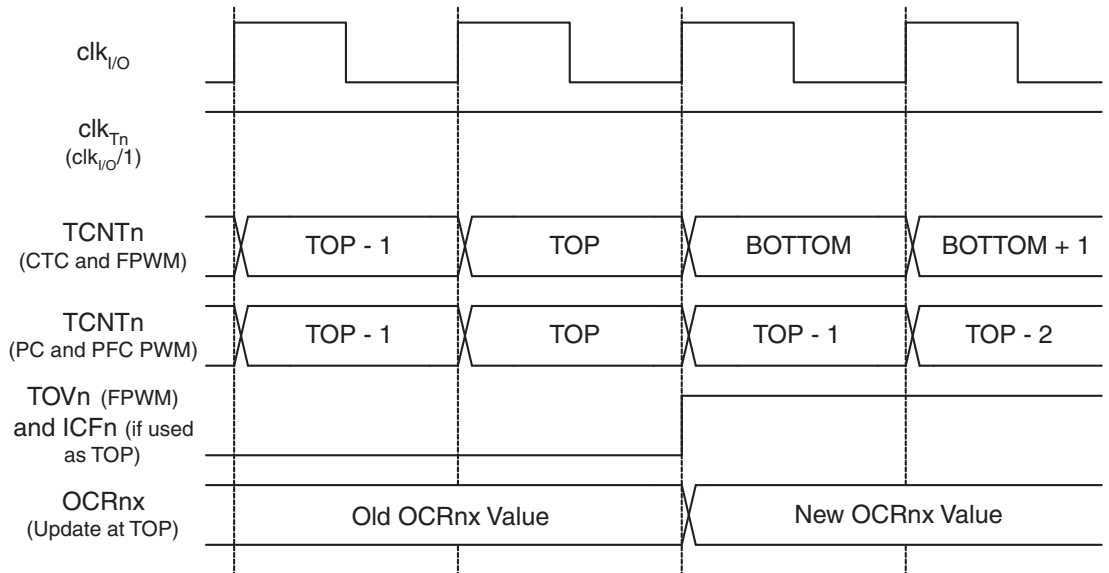 clkI/O
clkTn
(clkI/O/1)
TCNTn
(CTC and FPWM)
TOP - 1
TOP
BOTTOM
BOTTOM + 1
TCNTn
(PC and PFC PWM)
TOP - 1
TOP
TOP - 1
TOP - 2
TOVn (FPWM)
and ICFn (if used
as TOP)
OCRnx
(Update at TOP)
Old OCRnx Value
New OCRnx Value